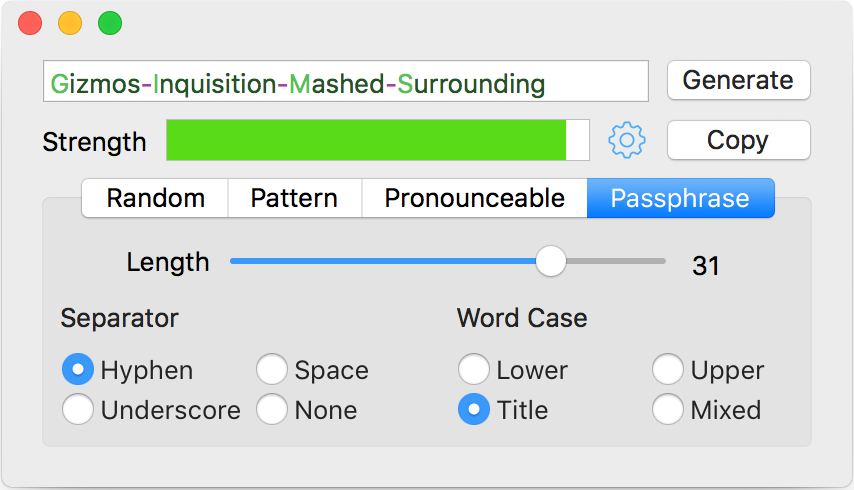 Gizmos-Inquisition-Mashed-Surrounding Generate
Strength Copy
Random Pattern Pronounceable Passphrase
Length 31
Separator Word Case
Hyphen Space Lower Upper
Underscore None Title Mixed